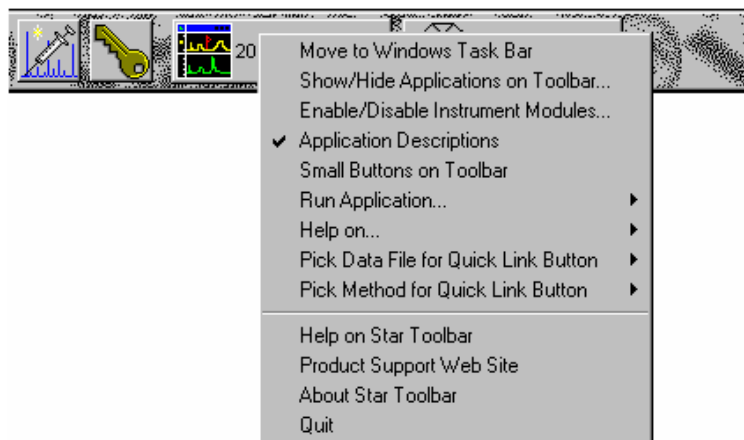 20
Move to Windows Task Bar
Show/Hide Applications on Toolbar...
Enable/Disable Instrument Modules...
Application Descriptions
Small Buttons on Toolbar
Run Application...
Help on...
Pick Data File for Quick Link Button
Pick Method for Quick Link Button
Help on Star Toolbar
Product Support Web Site
About Star Toolbar
Quit